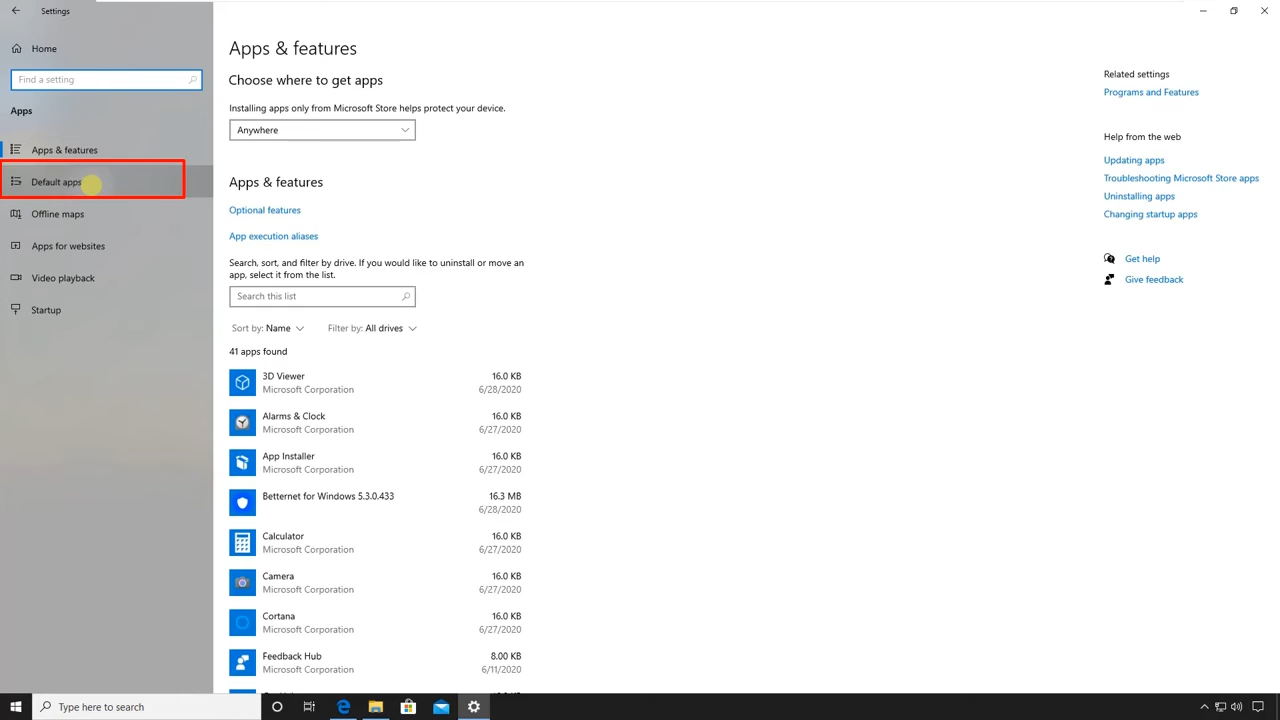 Settings
Home
Find a setting
Apps
Apps & features
Default apps
Offline maps
Apps for websites
Video playback
Startup
Apps & features
Choose where to get apps
Installing apps only from Microsoft Store helps protect your device.
Anywhere
Apps & features
Optional features
App execution aliases
Search, sort, and filter by drive. If you would like to uninstall or move an
app, select it from the list.
Search this list
Sort by: Name Filter by: All drives
41 apps found
3D Viewer 16.0 KB
Microsoft Corporation 6/28/2020
Alarms & Clock 16.0 KB
Microsoft Corporation 6/27/2020
App Installer 16.0 KB
Microsoft Corporation 6/27/2020
Betternet for Windows 5.3.0.433 16.3 MB
6/28/2020
Calculator 16.0 KB
Microsoft Corporation 6/27/2020
Camera 16.0 KB
Microsoft Corporation 6/27/2020
Cortana 16.0 KB
Microsoft Corporation 6/27/2020
Feedback Hub 8.00 KB
Microsoft Corporation 6/11/2020
Related settings
Programs and Features
Help from the web
Updating apps
Troubleshooting Microsoft Store apps
Uninstalling apps
Changing startup apps
Get help
Give feedback
Type here to search